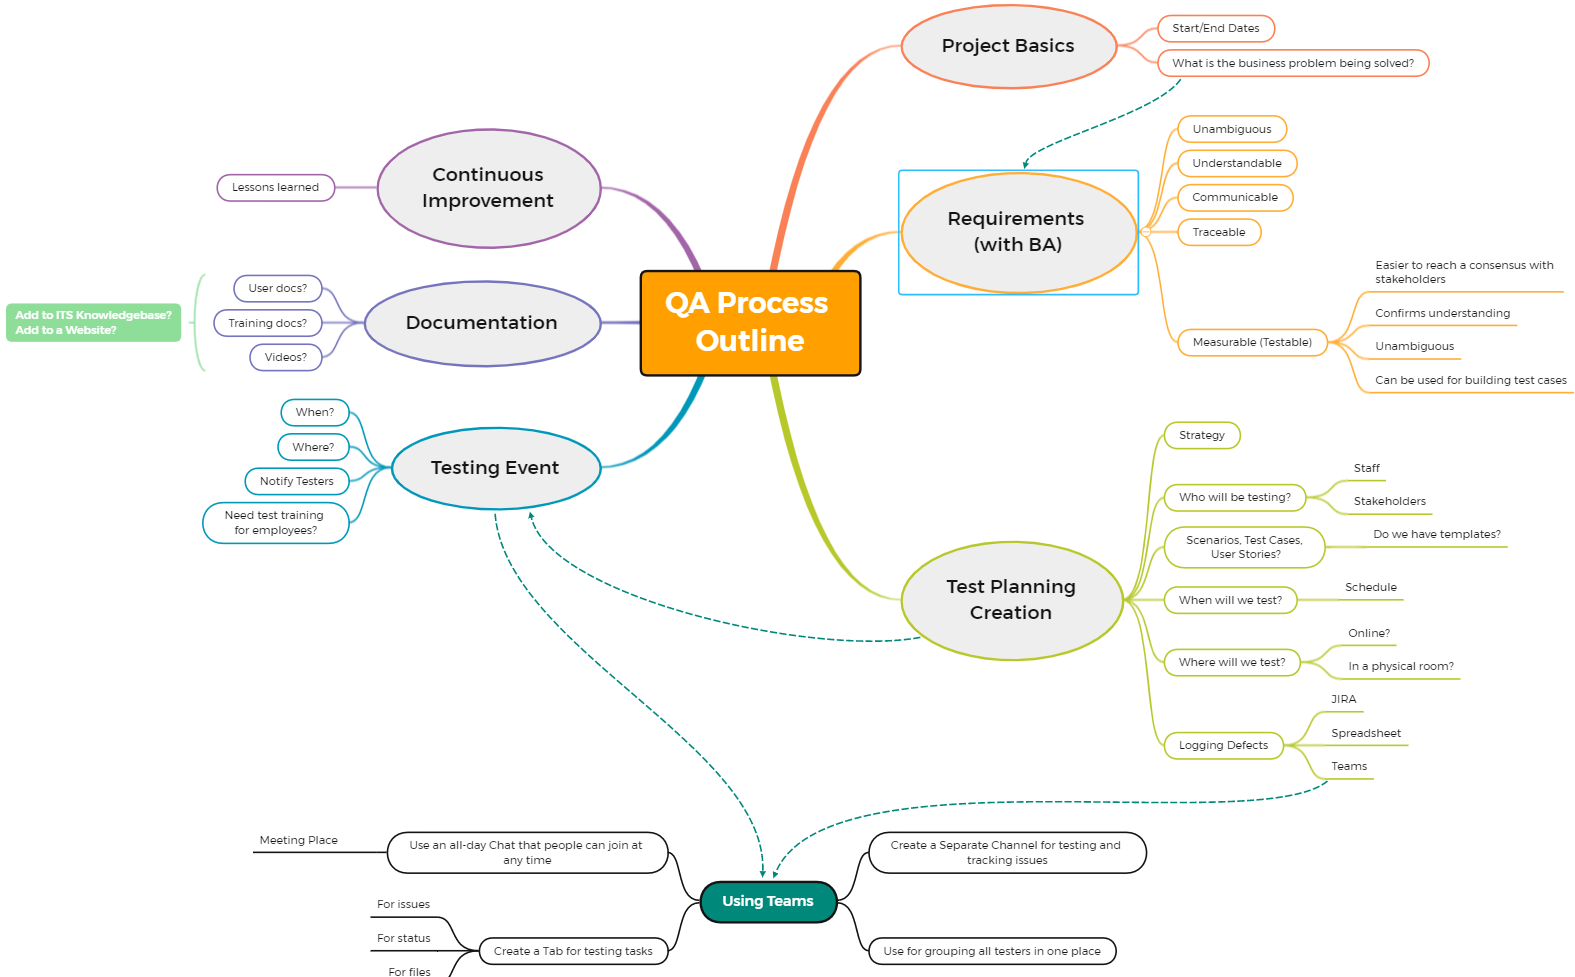 QA Process
Outline
Project Basics
Start/End Dates
What is the business problem being solved?
Requirements
(with BA)
Unambiguous
Understandable
Communicable
Traceable
Measurable (Testable)
Easier to reach a consensus with
stakeholders
Confirms understanding
Unambiguous
Can be used for building test cases
Test Planning
Creation
Strategy
Who will be testing?
Staff
Stakeholders
Scenarios, Test Cases,
User Stories?
Do we have templates?
When will we test?
Schedule
Where will we test?
Online?
In a physical room?
Logging Defects
JIRA
Spreadsheet
Teams
Continuous
Improvement
Lessons learned
Documentation
User docs?
Training docs?
Videos?
Add to ITS Knowledgebase?
Add to a Website?
Testing Event
When?
Where?
Notify Testers
Need test training
for employees?
Using Teams
Use an all-day Chat that people can join at
any time
Meeting Place
Create a Tab for testing tasks
For issues
For status
For files
Create a Separate Channel for testing and
tracking issues
Use for grouping all testers in one place